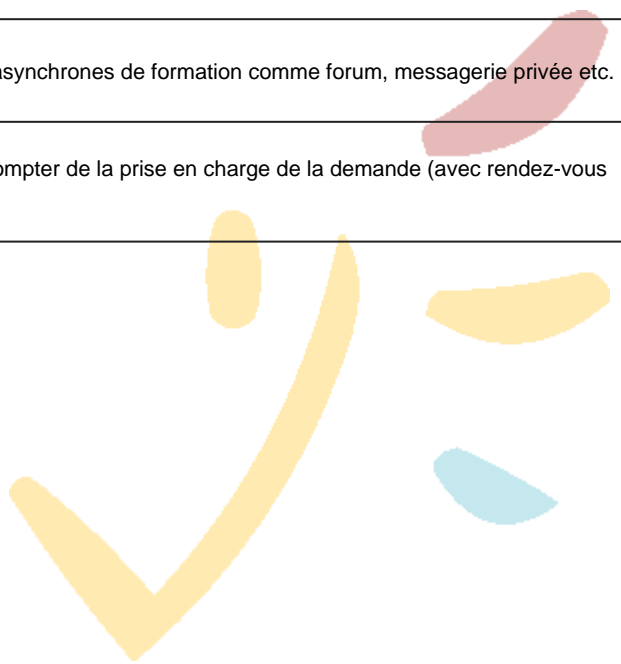 asynchrones de formation comme forum, messagerie privée etc.
ompter de la prise en charge de la demande (avec rendez-vous